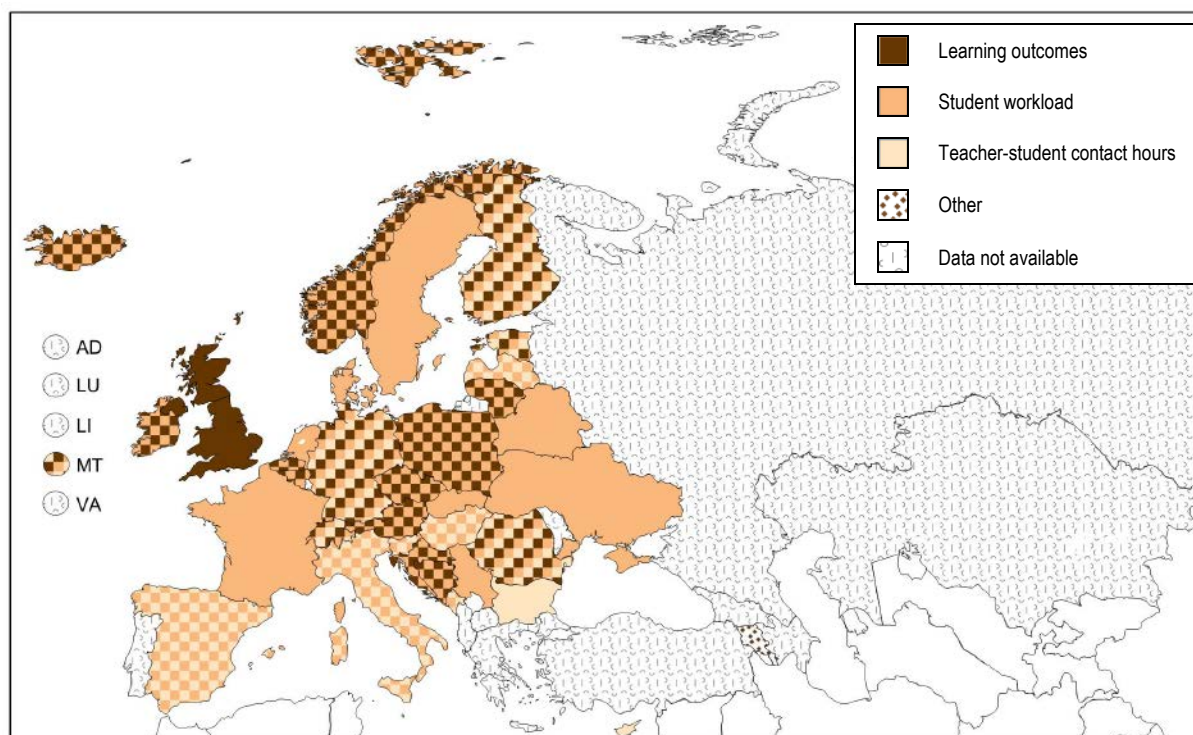 Learning outcomes
Student workload
Teacher-student contact hours
Other
Data not available
AD
LU
LI
MT
VA